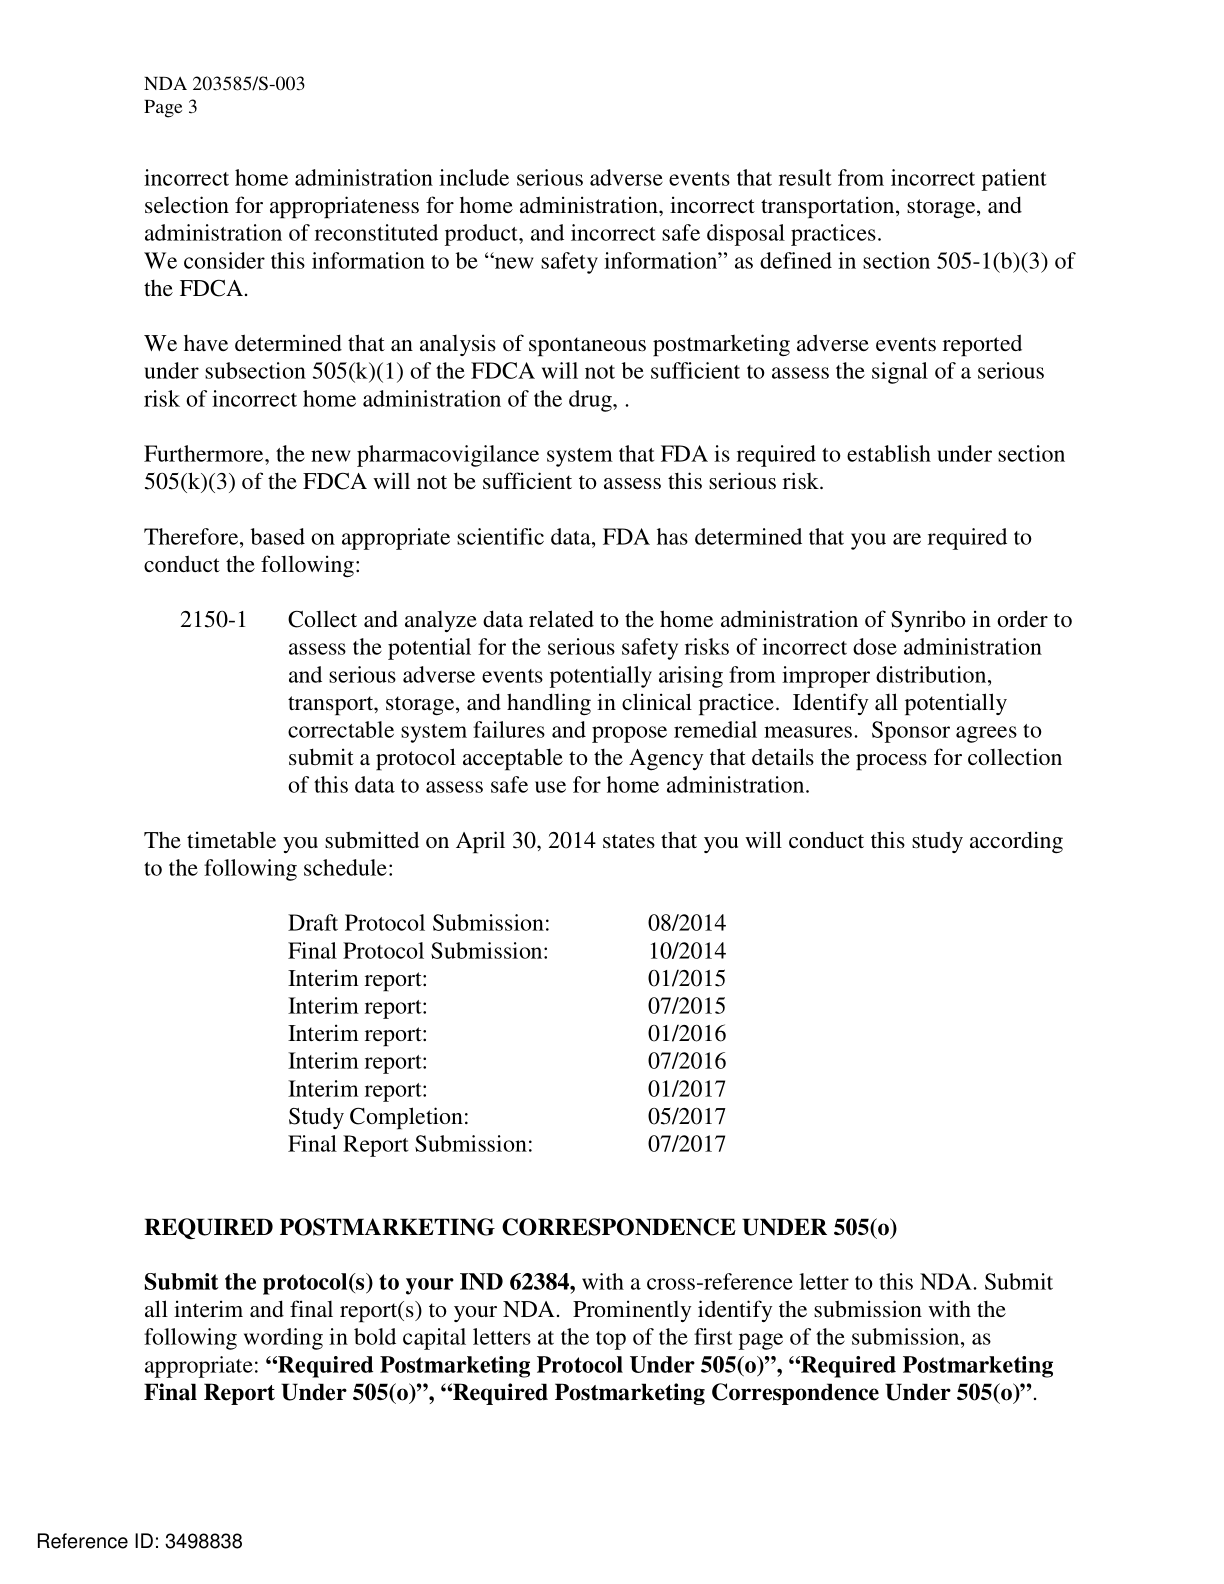 NDA 203585/S-003
Page 3
incorrect home administration include serious adverse events that result from incorrect patient
selection for appropriateness for home administration, incorrect transportation, storage, and
administration of reconstituted product, and incorrect safe disposal practices.
We consider this information to be “new safety information” as defined in section 505-1(b)(3) of
the FDCA.
We have determined that an analysis of spontaneous postmarketing adverse events reported
under subsection 505(k)(1) of the FDCA will not be sufficient to assess the signal of a serious
risk of incorrect home administration of the drug, .
Furthermore, the new pharmacovigilance system that FDA is required to establish under section
505(k)(3) of the FDCA will not be sufficient to assess this serious risk.
Therefore, based on appropriate scientific data, FDA has determined that you are required to
conduct the following:
2150-1 Collect and analyze data related to the home administration of Synribo in order to
assess the potential for the serious safety risks of incorrect dose administration
and serious adverse events potentially arising from improper distribution,
transport, storage, and handling in clinical practice.  Identify all potentially
correctable system failures and propose remedial measures.  Sponsor agrees to
submit a protocol acceptable to the Agency that details the process for collection
of this data to assess safe use for home administration.
The timetable you submitted on April 30, 2014 states that you will conduct this study according
to the following schedule:
Draft Protocol Submission: 08/2014
Final Protocol Submission: 10/2014
Interim report: 01/2015
Interim report: 07/2015
Interim report: 01/2016
Interim report: 07/2016
Interim report: 01/2017
Study Completion: 05/2017
Final Report Submission: 07/2017
REQUIRED POSTMARKETING CORRESPONDENCE UNDER 505(o)
Submit the protocol(s) to your IND 62384, with a cross-reference letter to this NDA. Submit
all interim and final report(s) to your NDA.  Prominently identify the submission with the
following wording in bold capital letters at the top of the first page of the submission, as
appropriate: “Required Postmarketing Protocol Under 505(o)”, “Required Postmarketing
Final Report Under 505(o)”, “Required Postmarketing Correspondence Under 505(o)”.
Reference ID: 3498838